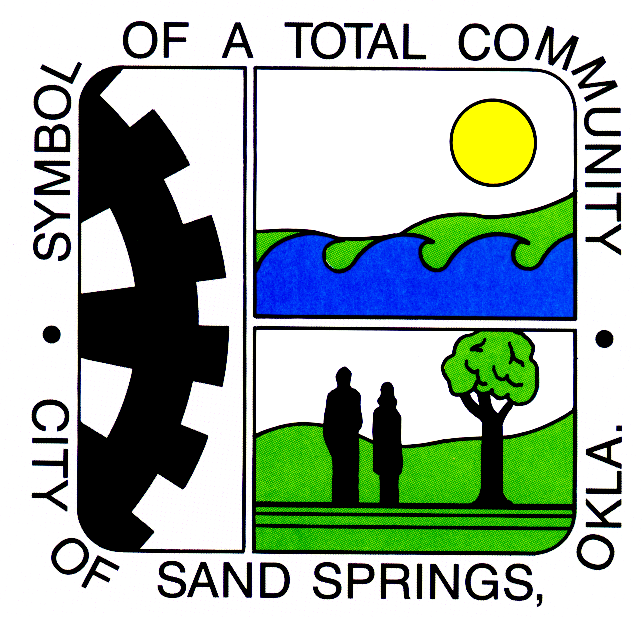 SYMBOL OF A TOTAL COMMUNITY
• CITY OF SAND SPRINGS, OKLA. •